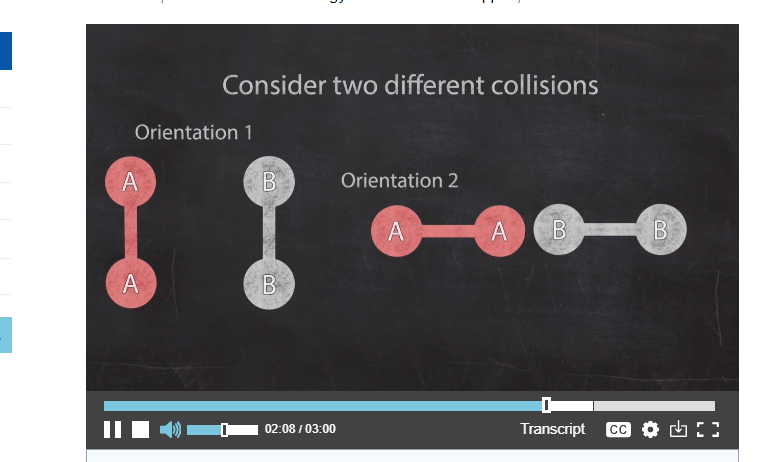 Consider two different collisions
Orientation 1
A
B
A
B
Orientation 2
A
A
B
B
02:08 / 03:00
Transcript
CC